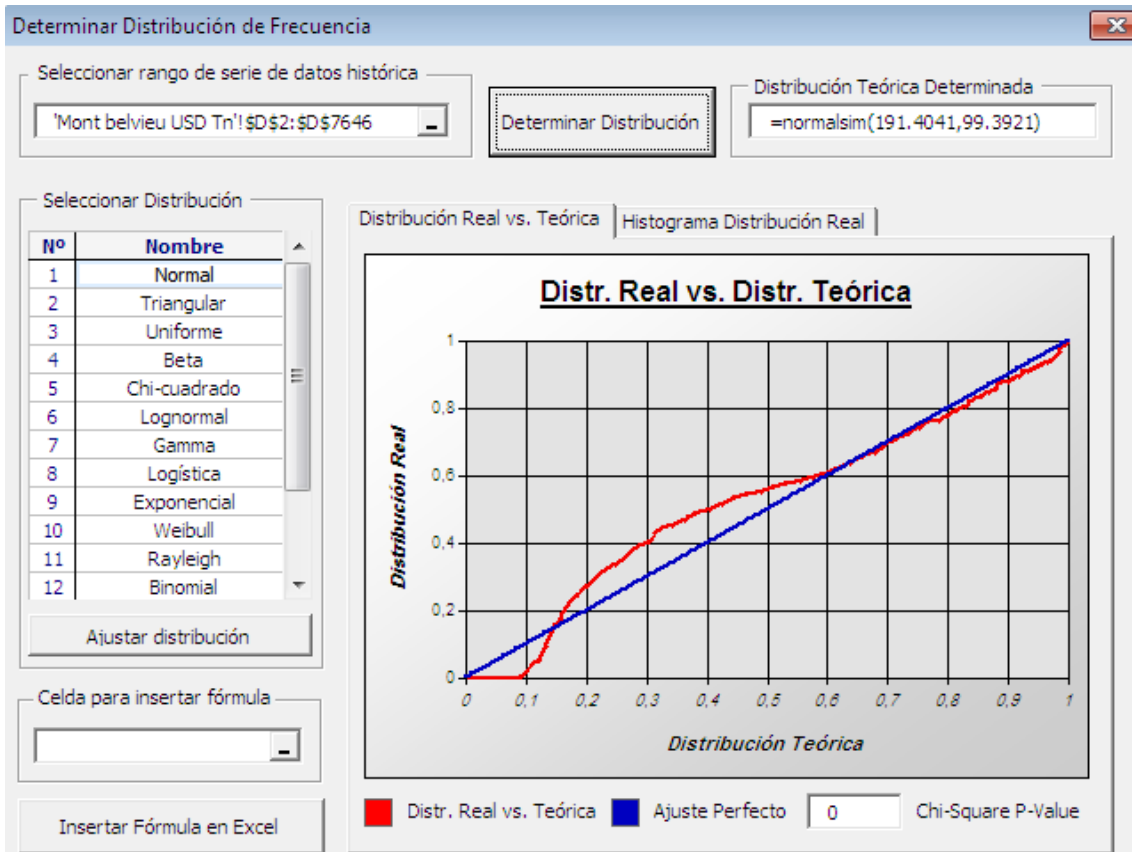 Determinar Distribución de Frecuencia
Seleccionar rango de serie de datos histórica
'Mont belvieu USD Tn'!$D$2:$D$7646
Determinar Distribución
Distribución Teórica Determinada
=normalsim(191.4041,99.3921)
Seleccionar Distribución
Nº Nombre
1 Normal
2 Triangular
3 Uniforme
4 Beta
5 Chi-cuadrado
6 Lognormal
7 Gamma
8 Logística
9 Exponencial
10 Weibull
11 Rayleigh
12 Binomial
Ajustar distribución
Celda para insertar fórmula
Insertar Fórmula en Excel
Distribución Real vs. Teórica
Histograma Distribución Real
Distr. Real vs. Distr. Teórica
Distribución Real
1
0,8
0,6
0,4
0,2
0
0 0,1 0,2 0,3 0,4 0,5 0,6 0,7 0,8 0,9 1
Distribución Teórica
Distr. Real vs. Teórica
Ajuste Perfecto
0
Chi-Square P-Value